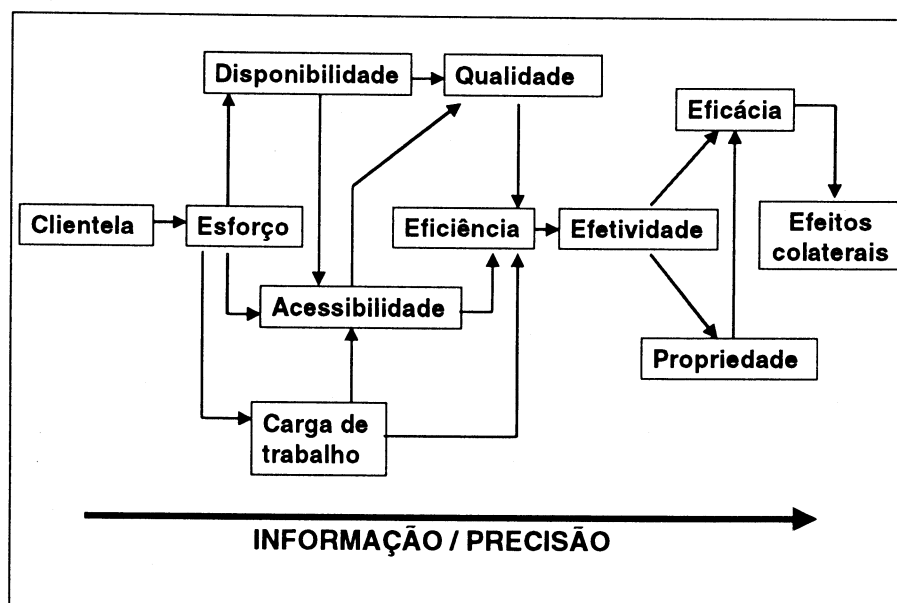 Disponibilidade
Qualidade
Eficácia
Clientela
Esforço
Eficiência
Efetividade
Efeitos
colaterais
Acessibilidade
Propriedade
Carga de
trabalho
INFORMAÇÃO / PRECISÃO